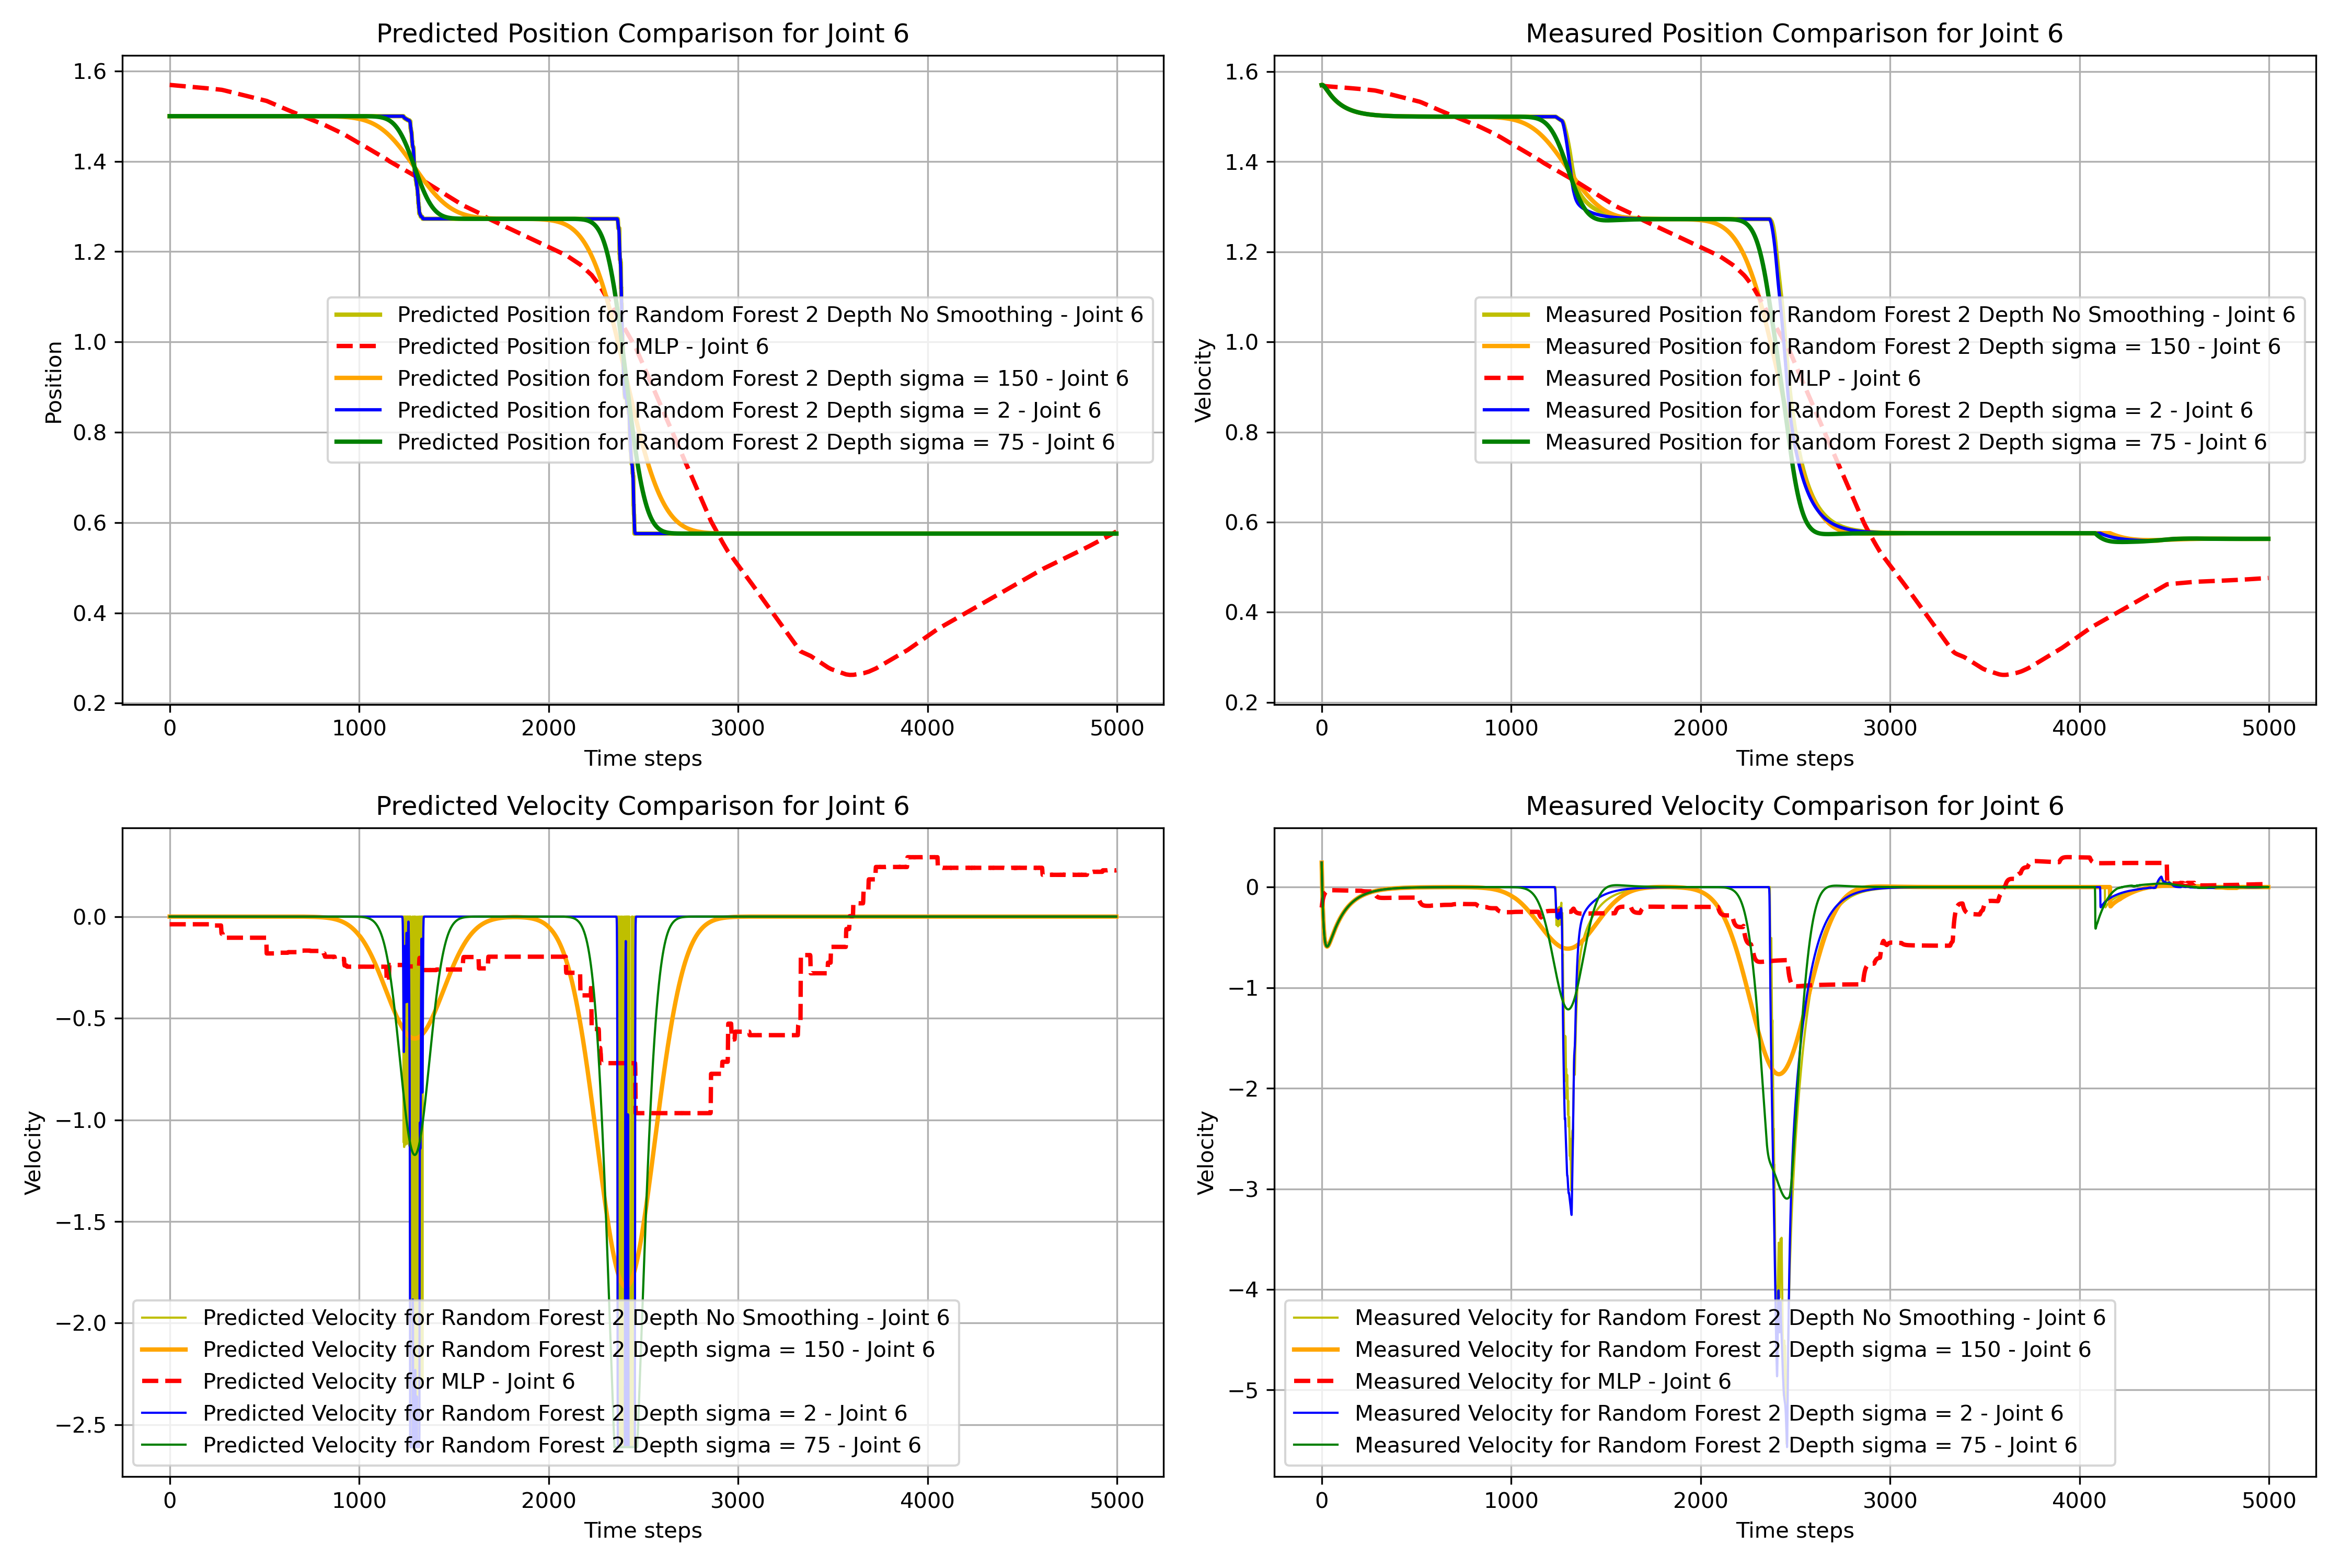 Predicted Position Comparison for Joint 6
1.6
1.4
1.2
1.0
0.8
0.6
0.4
0.2
Position
Predicted Position for Random Forest 2 Depth No Smoothing - Joint 6
Predicted Position for MLP - Joint 6
Predicted Position for Random Forest 2 Depth sigma = 150 - Joint 6
Predicted Position for Random Forest 2 Depth sigma = 2 - Joint 6
Predicted Position for Random Forest 2 Depth sigma = 75 - Joint 6
0 1000 2000 3000 4000 5000
Time steps
Measured Position Comparison for Joint 6
1.6
1.4
1.2
1.0
0.8
0.6
0.4
0.2
Velocity
Measured Position for Random Forest 2 Depth No Smoothing - Joint 6
Measured Position for Random Forest 2 Depth sigma = 150 - Joint 6
Measured Position for MLP - Joint 6
Measured Position for Random Forest 2 Depth sigma = 2 - Joint 6
Measured Position for Random Forest 2 Depth sigma = 75 - Joint 6
0 1000 2000 3000 4000 5000
Time steps
Predicted Velocity Comparison for Joint 6
0.0
−0.5
−1.0
−1.5
−2.0
−2.5
Velocity
Predicted Velocity for Random Forest 2 Depth No Smoothing - Joint 6
Predicted Velocity for Random Forest 2 Depth sigma = 150 - Joint 6
Predicted Velocity for MLP - Joint 6
Predicted Velocity for Random Forest 2 Depth sigma = 2 - Joint 6
Predicted Velocity for Random Forest 2 Depth sigma = 75 - Joint 6
0 1000 2000 3000 4000 5000
Time steps
Measured Velocity Comparison for Joint 6
0
−1
−2
−3
−4
−5
Velocity
Measured Velocity for Random Forest 2 Depth No Smoothing - Joint 6
Measured Velocity for Random Forest 2 Depth sigma = 150 - Joint 6
Measured Velocity for MLP - Joint 6
Measured Velocity for Random Forest 2 Depth sigma = 2 - Joint 6
Measured Velocity for Random Forest 2 Depth sigma = 75 - Joint 6
0 1000 2000 3000 4000 5000
Time steps